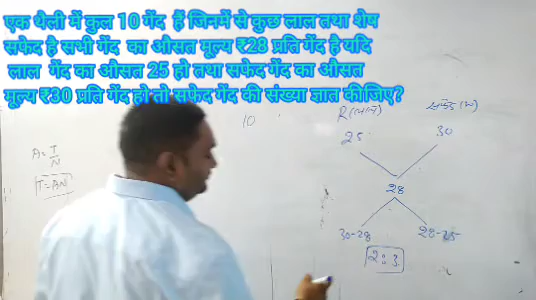 एक थैली में कुल 10 गेंद हैं जिनमें से कुछ लाल तथा शेष
सफेद है सभी गेंद का औसत मूल्य ₹28 प्रति गेंद है यदि
लाल गेंद का औसत 25 हो तथा सफेद गेंद का औसत
मूल्य ₹30 प्रति गेंद हो तो सफेद गेंद की संख्या ज्ञात कीजिए?
10
R(लाल)
25 30
A=T/N
T=AN
28
30-28 28-25
2:3